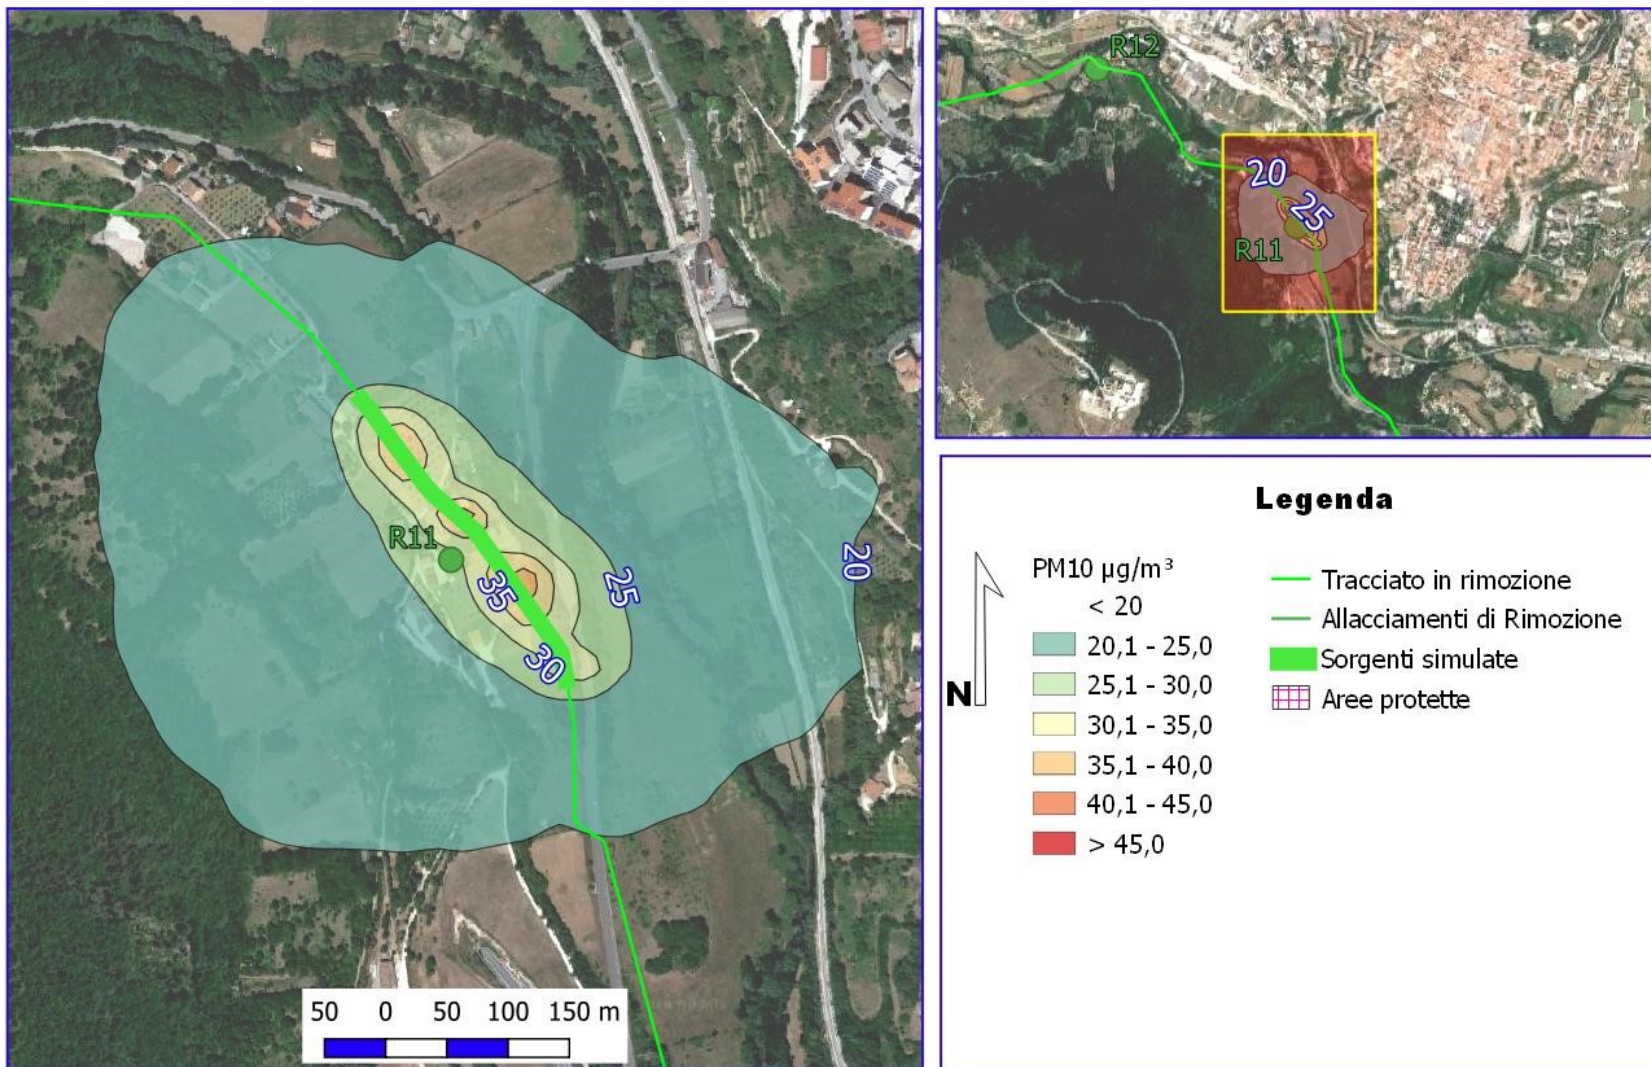 R11
35
25
30
20
50 0 50 100 150 m
R12
20
25
R11
Legenda
N
PM10 µg/m³
< 20
20,1 - 25,0
25,1 - 30,0
30,1 - 35,0
35,1 - 40,0
40,1 - 45,0
> 45,0
Tracciato in rimozione
Allacciamenti di Rimozione
Sorgenti simulate
Aree protette